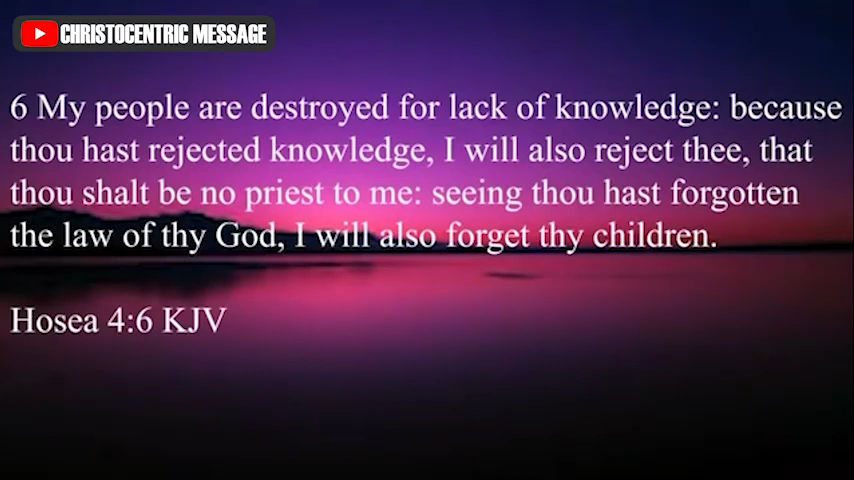 CHRISTOCENTRIC MESSAGE
6 My people are destroyed for lack of knowledge: because
thou hast rejected knowledge, I will also reject thee, that
thou shalt be no priest to me: seeing thou hast forgotten
the law of thy God, I will also forget thy children.
Hosea 4:6 KJV